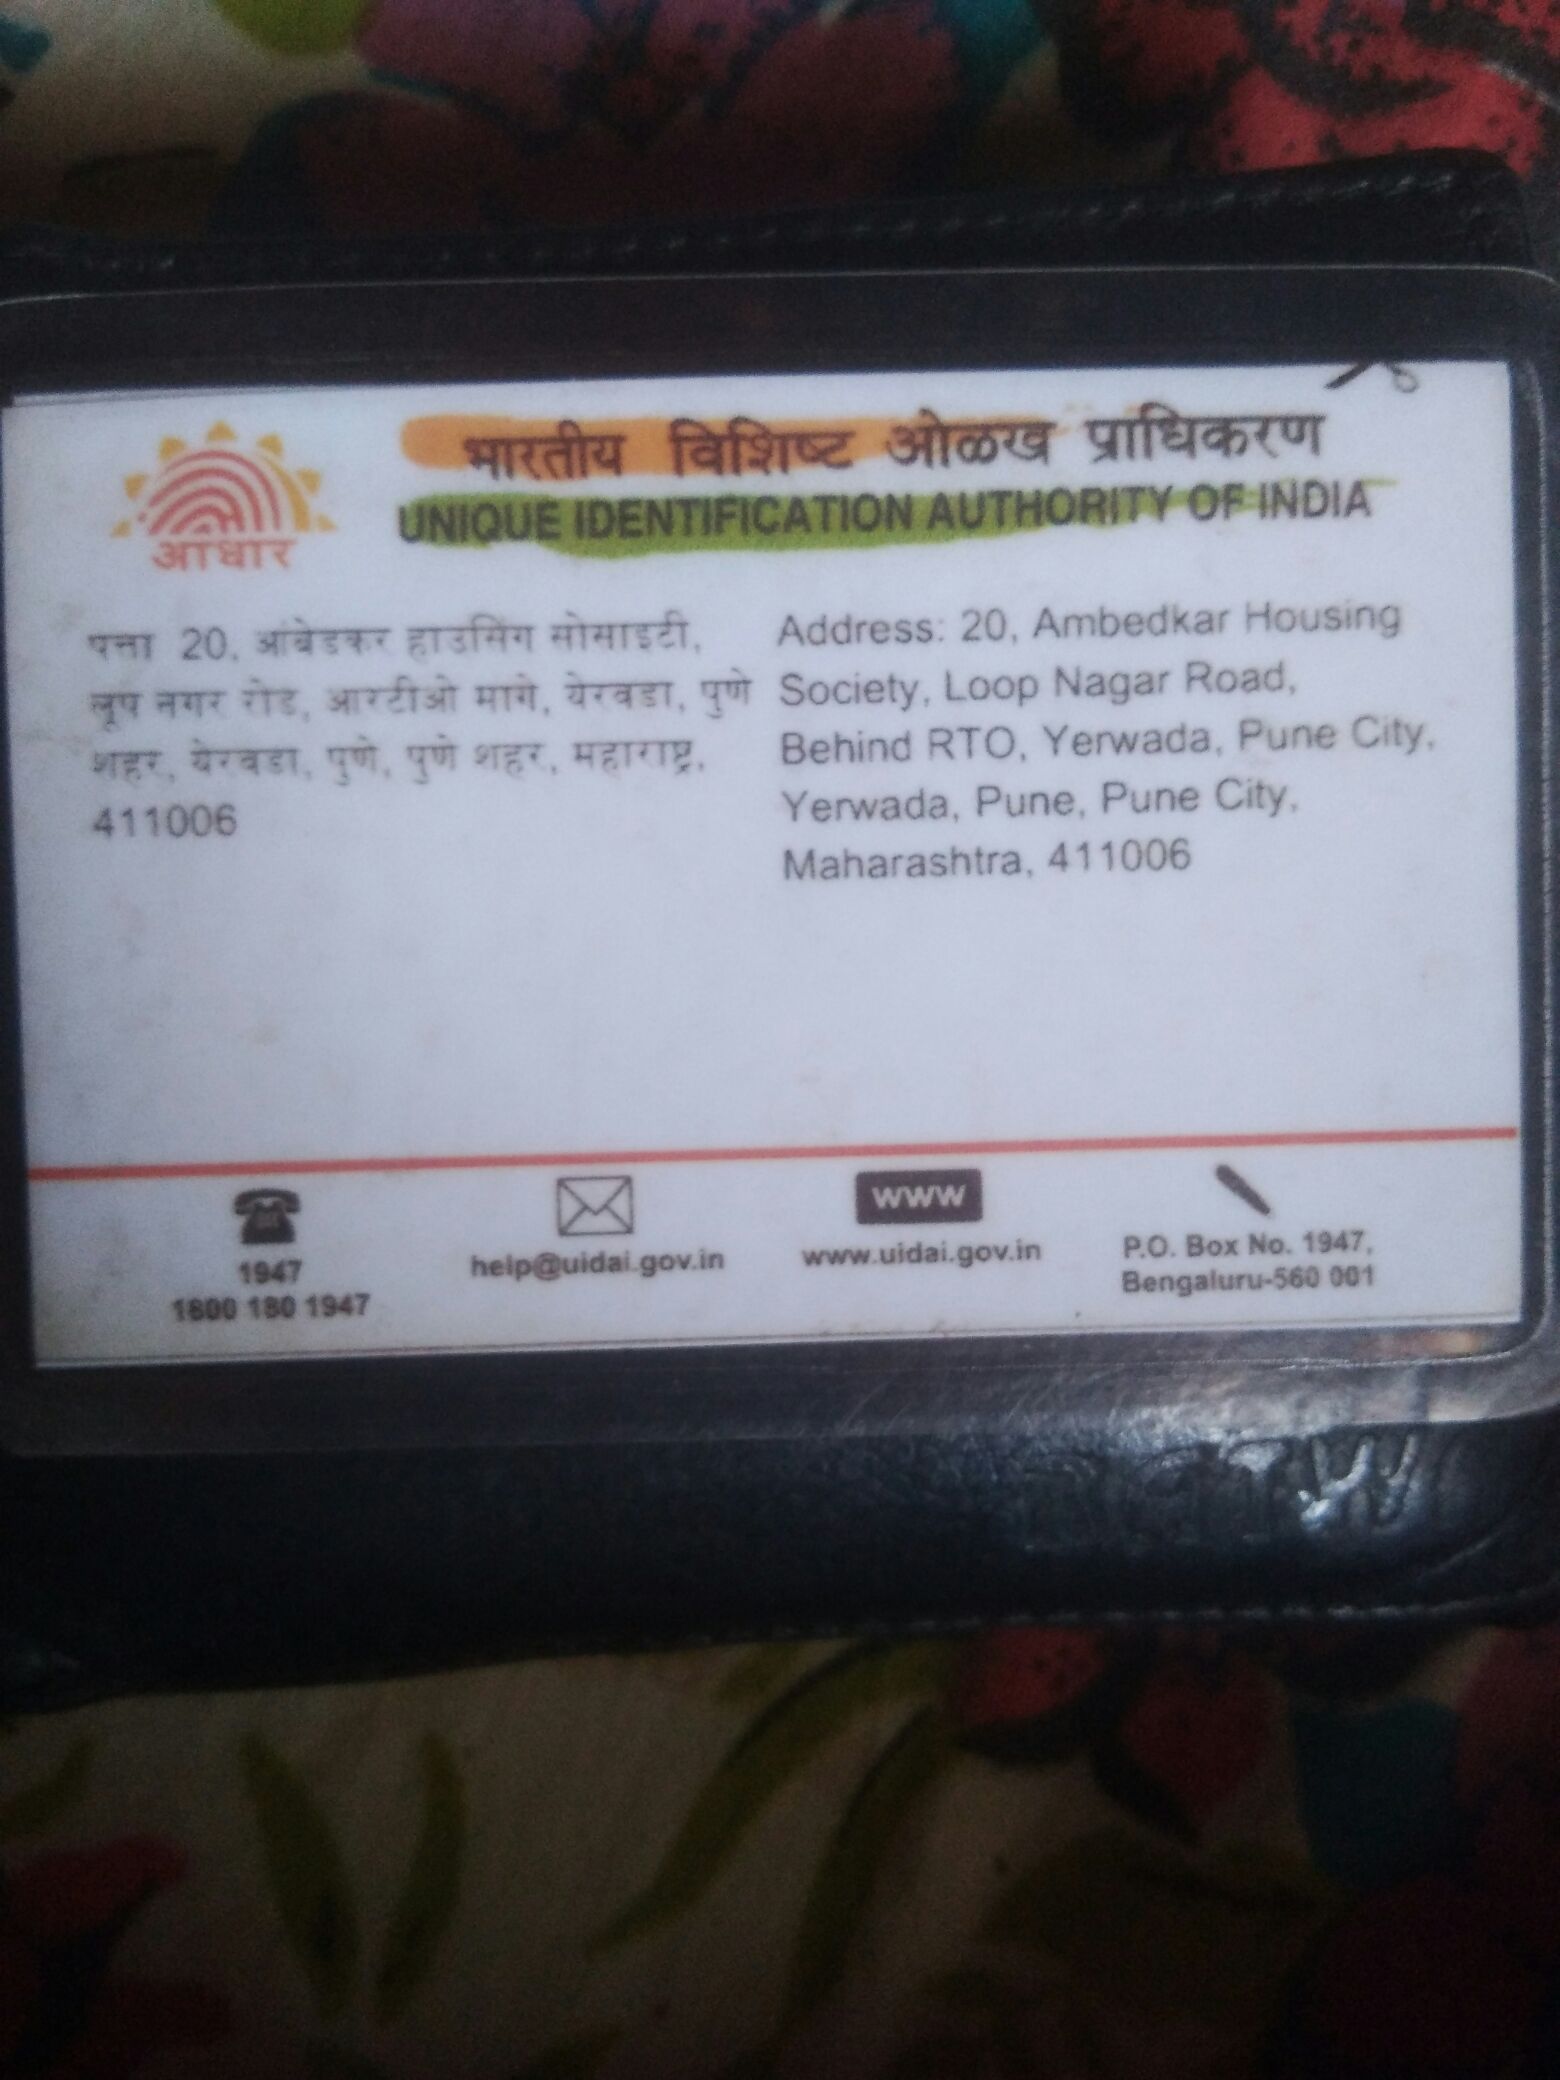 भारतीय विशिष्ट ओळख प्राधिकरण
UNIQUE IDENTIFICATION AUTHORITY OF INDIA
आधार
पत्ता 20, आंबेडकर हाउसिंग सोसाइटी,
लूप नगर रोड, आरटीओ मागे, येरवडा, पुणे
शहर, येरवडा, पुणे, पुणे शहर, महाराष्ट्र,
411006
Address: 20, Ambedkar Housing
Society, Loop Nagar Road,
Behind RTO, Yerwada, Pune City,
Yerwada, Pune, Pune City,
Maharashtra, 411006
1947
1800 180 1947
help@uidai.gov.in
WWW
www.uidai.gov.in
P.O. Box No. 1947,
Bengaluru-560 001